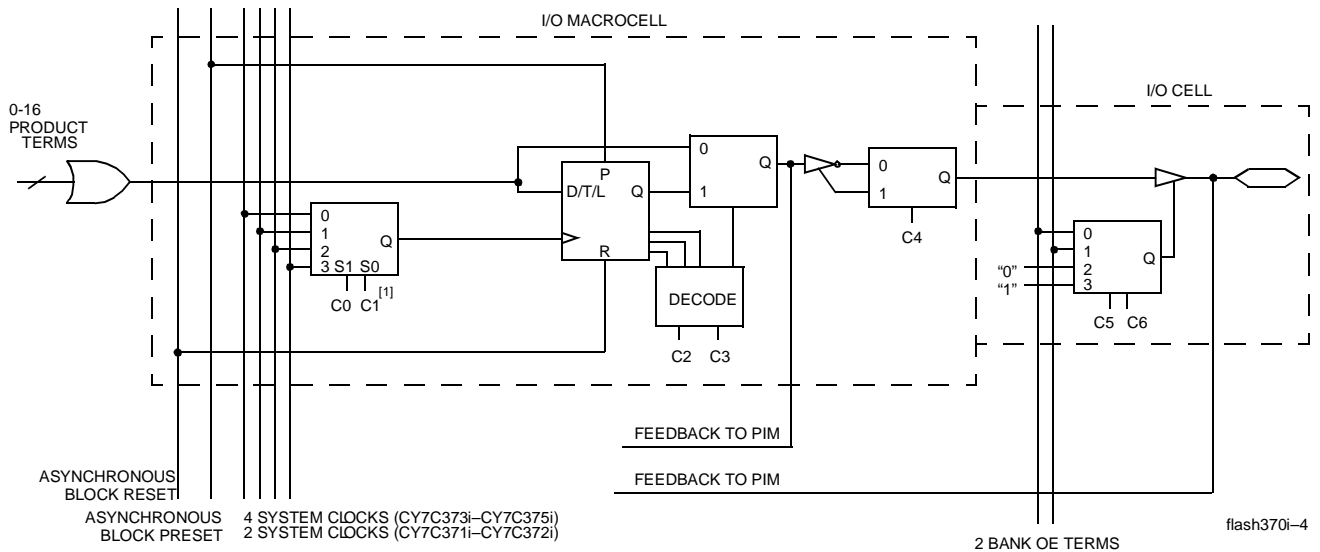 I/O MACROCELL
I/O CELL
0-16
PRODUCT
TERMS
P
D/T/L
Q
R
0
1
Q
0
1
Q
C4
0
1
2
3
S1 S0
Q
C0 C1[1]
DECODE
C2 C3
0
1
2
3
Q
“0”
“1”
C5 C6
FEEDBACK TO PIM
FEEDBACK TO PIM
ASYNCHRONOUS
BLOCK RESET
ASYNCHRONOUS
BLOCK PRESET
4 SYSTEM CLOCKS (CY7C373i–CY7C375i)
2 SYSTEM CLOCKS (CY7C371i–CY7C372i)
2 BANK OE TERMS
flash370i–4